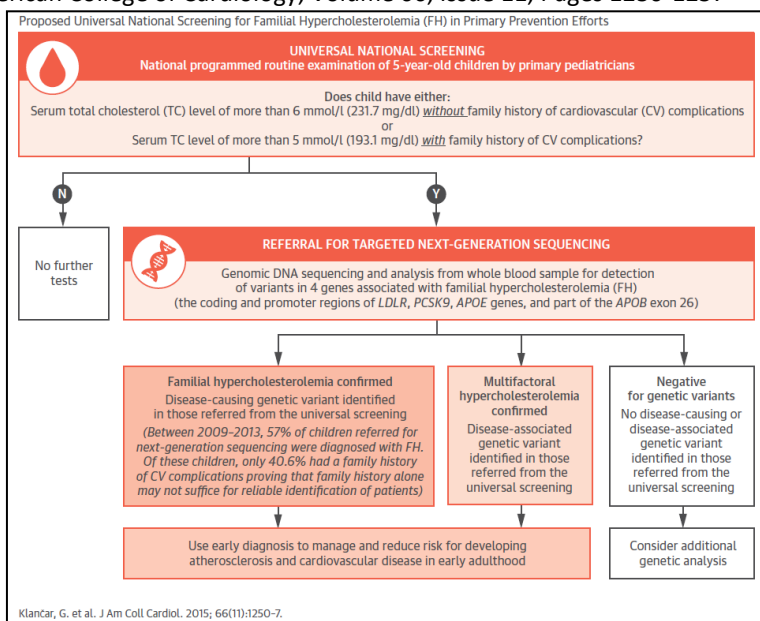 Proposed Universal National Screening for Familial Hypercholesterolemia (FH) in Primary Prevention Efforts
UNIVERSAL NATIONAL SCREENING
National programmed routine examination of 5-year-old children by primary pediatricians
Does child have either:
Serum total cholesterol (TC) level of more than 6 mmol/l (231.7 mg/dl) without family history of cardiovascular (CV) complications
or
Serum TC level of more than 5 mmol/l (193.1 mg/dl) with family history of CV complications?
N
Y
No further
tests
REFERRAL FOR TARGETED NEXT-GENERATION SEQUENCING
Genomic DNA sequencing and analysis from whole blood sample for detection
of variants in 4 genes associated with familial hypercholesterolemia (FH)
(the coding and promoter regions of LDLR, PCSK9, APOE genes, and part of the APOB exon 26)
Familial hypercholesterolemia confirmed
Disease-causing genetic variant identified
in those referred from the universal screening
(Between 2009–2013, 57% of children referred for
next-generation sequencing were diagnosed with FH.
Of these children, only 40.6% had a family history
of CV complications proving that family history alone
may not suffice for reliable identification of patients)
Multifactoral
hypercholesterolemia
confirmed
Disease-associated
genetic variant
identified in those
referred from the
universal screening
Negative
for genetic variants
No disease-causing or
disease-associated
genetic variant
identified in those
referred from the
universal screening
Use early diagnosis to manage and reduce risk for developing
atherosclerosis and cardiovascular disease in early adulthood
Consider additional
genetic analysis
Klančar, G. et al. J Am Coll Cardiol. 2015; 66(11):1250–7.